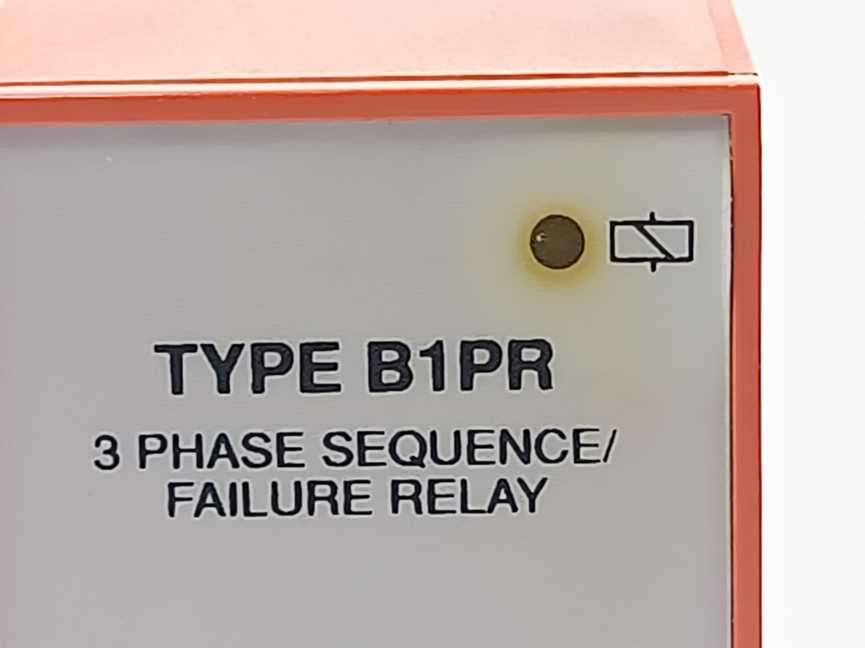 TYPE B1PR
3 PHASE SEQUENCE/
FAILURE RELAY